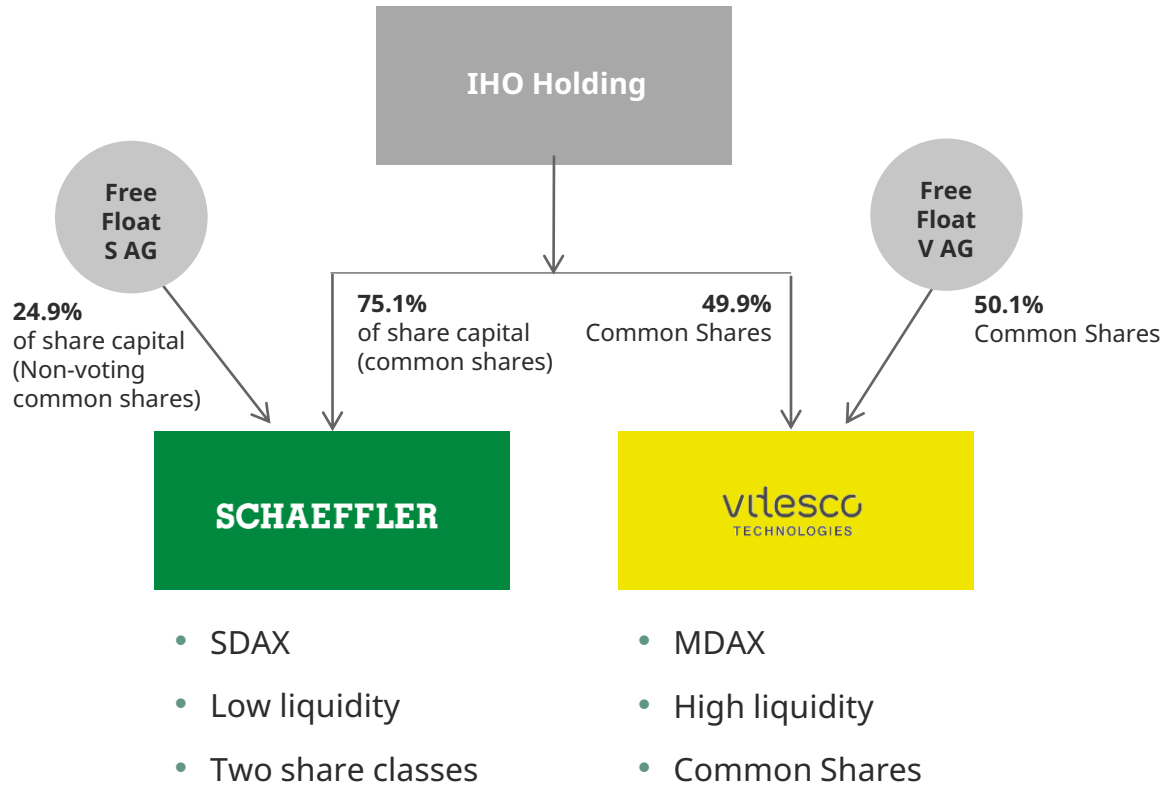 IHO Holding
Free
Float
S AG
Free
Float
V AG
24.9%
of share capital
(Non-voting
common shares)
75.1%
of share capital
(common shares)
49.9%
Common Shares
50.1%
Common Shares
SCHAEFFLER
vitesco
TECHNOLOGIES
• SDAX
• Low liquidity
• Two share classes
• MDAX
• High liquidity
• Common Shares